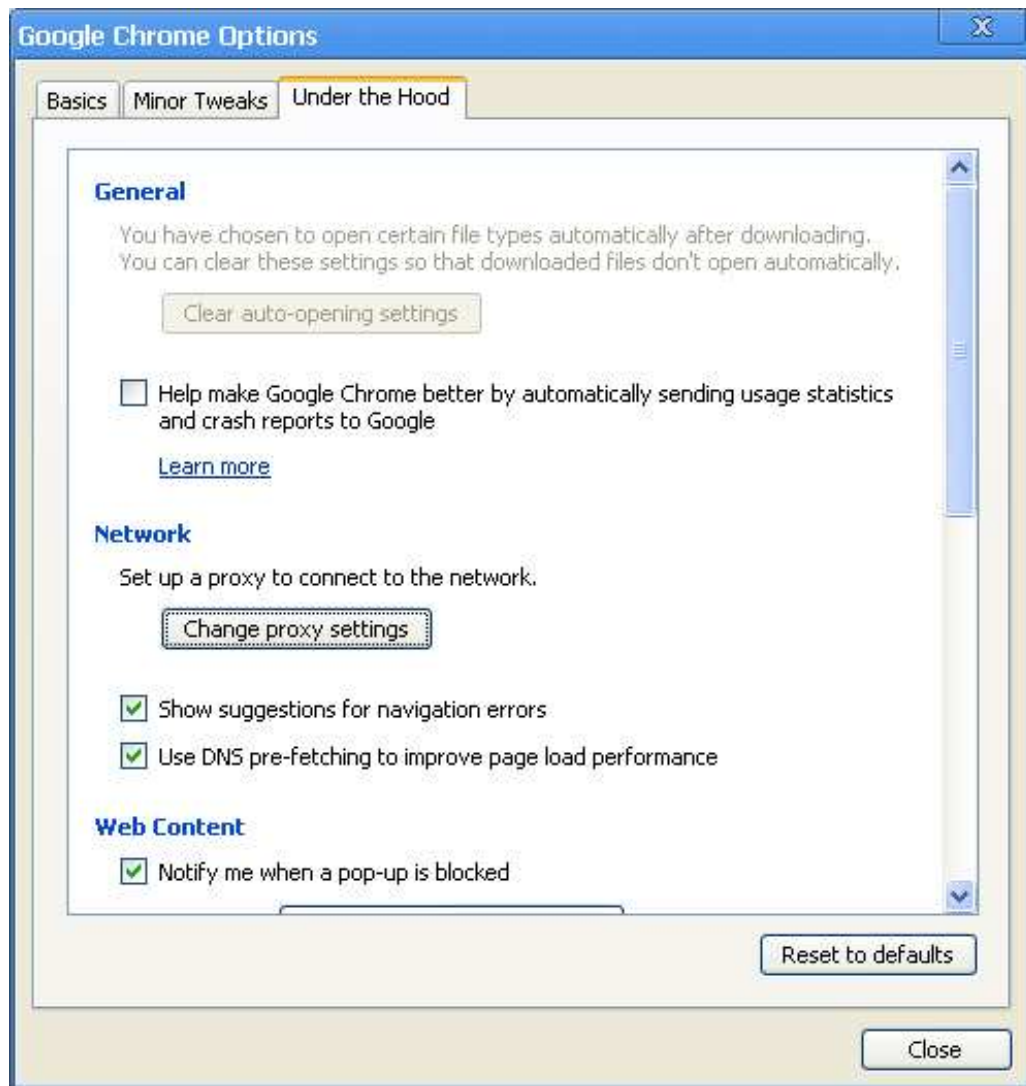 Google Chrome Options
X
Basics
Minor Tweaks
Under the Hood
General
You have chosen to open certain file types automatically after downloading.
You can clear these settings so that downloaded files don't open automatically.
Clear auto-opening settings
Help make Google Chrome better by automatically sending usage statistics
and crash reports to Google
Learn more
Network
Set up a proxy to connect to the network.
Change proxy settings
Show suggestions for navigation errors
Use DNS pre-fetching to improve page load performance
Web Content
Notify me when a pop-up is blocked
Reset to defaults
Close